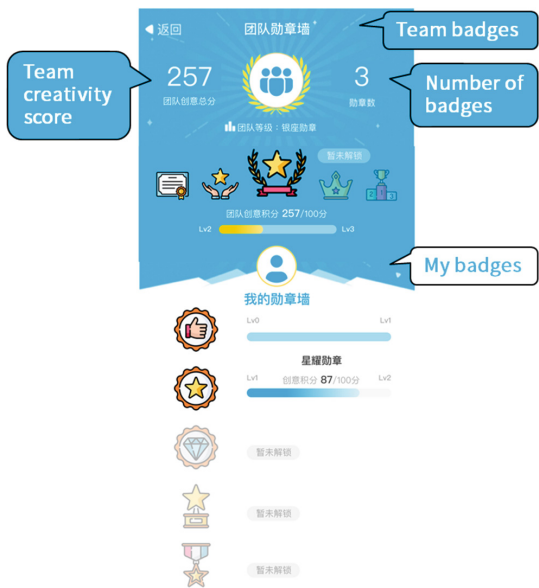 返回
团队勋章墙
Team badges
257
团队创意总分
3
勋章数
Team
creativity
score
Number of
badges
团队等级：银座勋章
暂未解锁
2
1
3
团队创意积分 257/100分
Lv2
Lv3
My badges
我的勋章墙
Lv0
Lv1
星耀勋章
Lv1
创意积分 87/100分
Lv2
暂未解锁
暂未解锁
暂未解锁